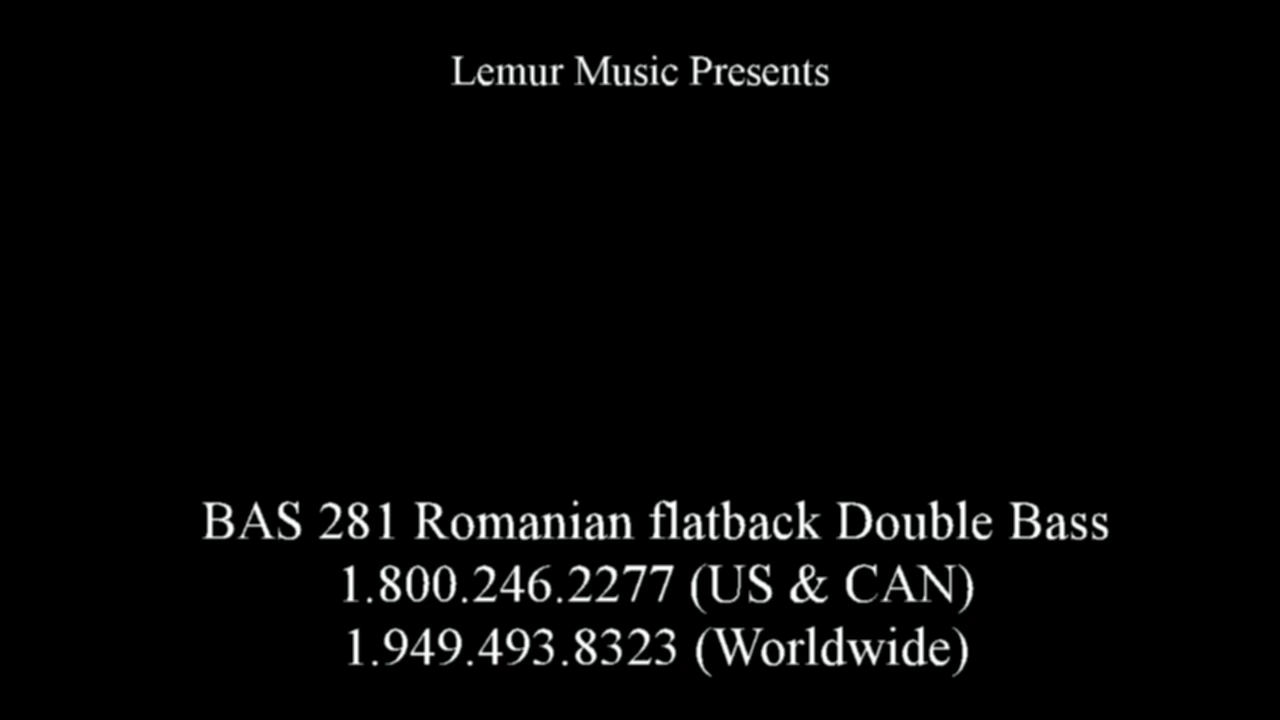 Lemur Music Presents
BAS 281 Romanian flatback Double Bass
1.800.246.2277 (US & CAN)
1.949.493.8323 (Worldwide)